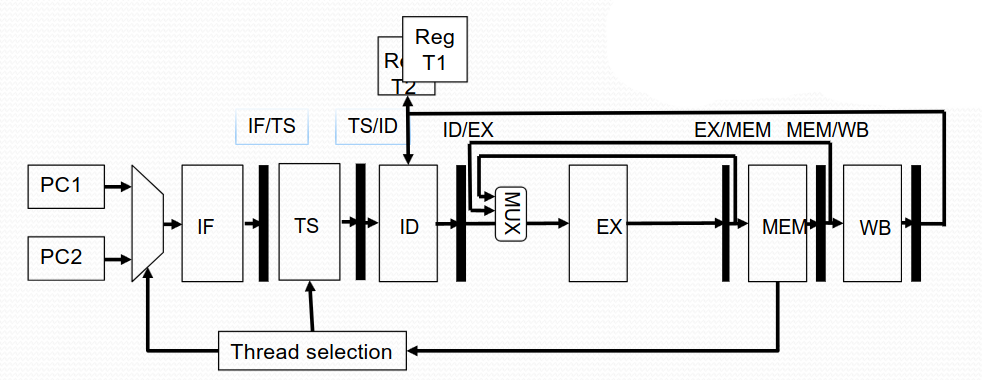 Reg
T1
Re
T2
IF/TS
TS/ID
ID/EX
EX/MEM
MEM/WB
PC1
PC2
IF
TS
ID
MUX
EX
MEM
WB
Thread selection